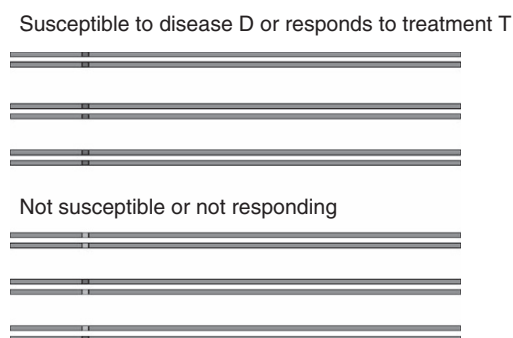 Susceptible to disease D or responds to treatment T
Not susceptible or not responding